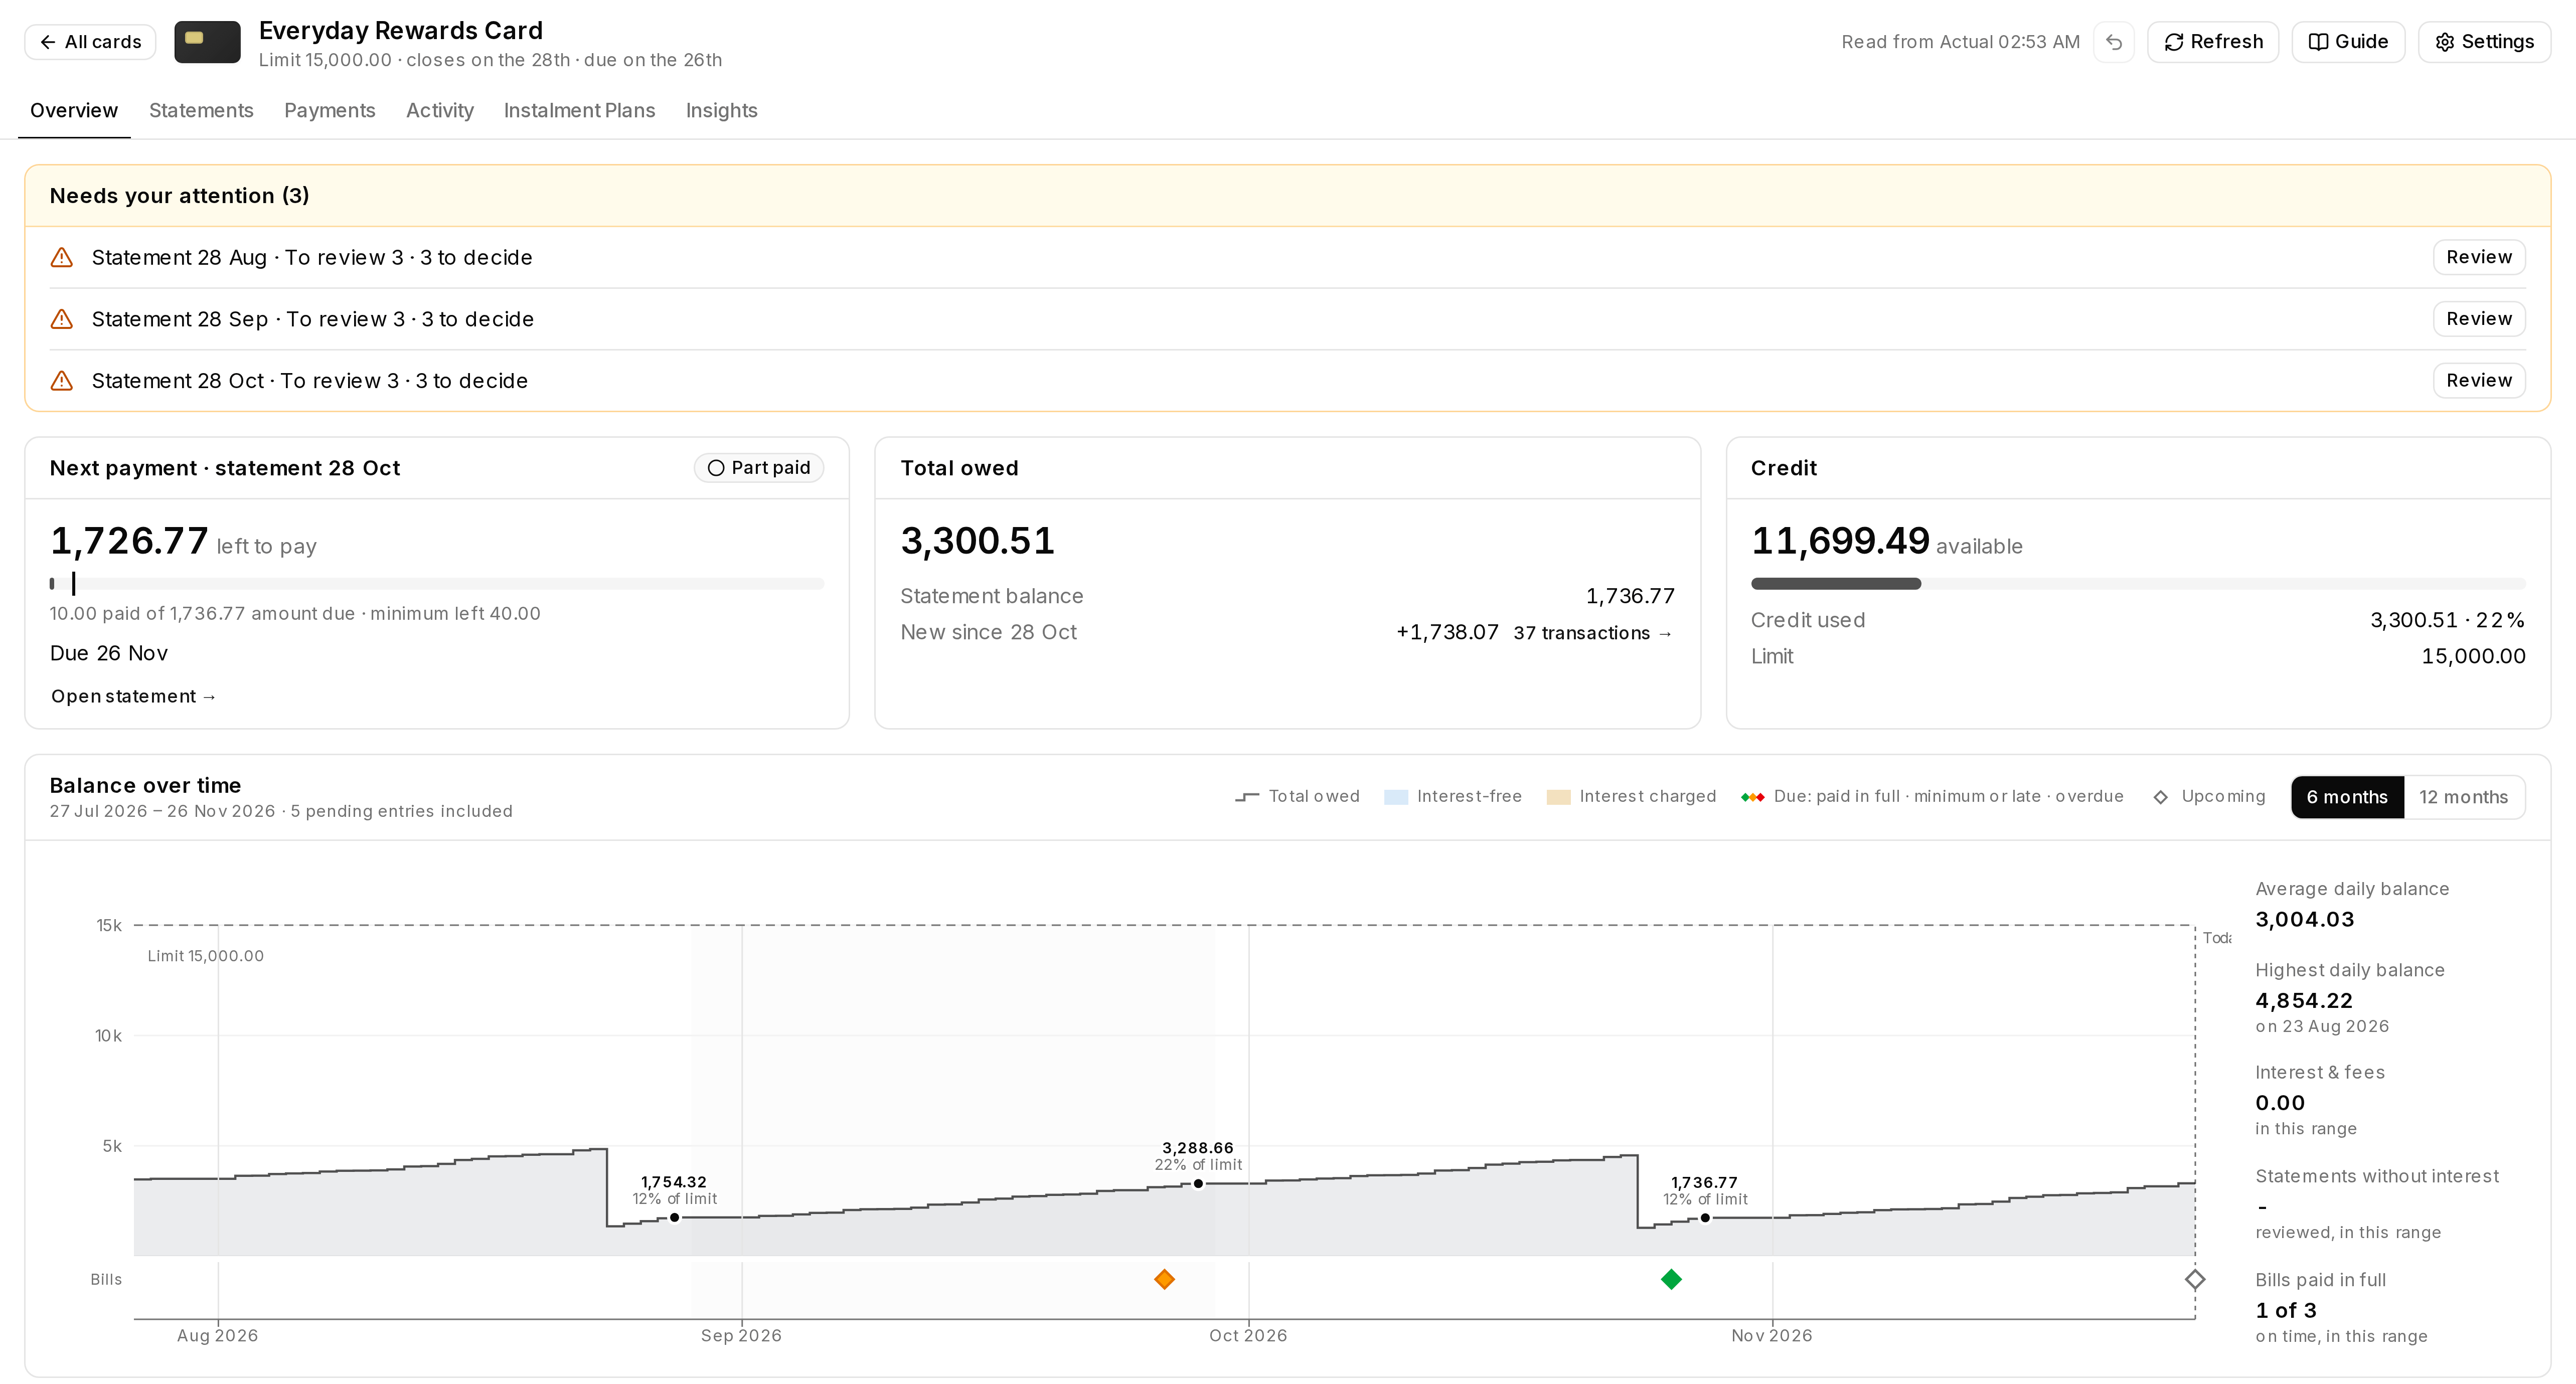 All cards
Everyday Rewards Card
Limit 15,000.00 · closes on the 28th · due on the 26th
Read from Actual 02:53 AM
Refresh
Guide
Settings
Overview
Statements
Payments
Activity
Instalment Plans
Insights
Needs your attention (3)
Statement 28 Aug · To review 3 · 3 to decide
Review
Statement 28 Sep · To review 3 · 3 to decide
Review
Statement 28 Oct · To review 3 · 3 to decide
Review
Next payment · statement 28 Oct
Part paid
1,726.77 left to pay
10.00 paid of 1,736.77 amount due · minimum left 40.00
Due 26 Nov
Open statement →
Total owed
3,300.51
Statement balance 1,736.77
New since 28 Oct +1,738.07 37 transactions →
Credit
11,699.49 available
Credit used 3,300.51 · 22%
Limit 15,000.00
Balance over time
27 Jul 2026 – 26 Nov 2026 · 5 pending entries included
Total owed
Interest-free
Interest charged
Due: paid in full · minimum or late · overdue
Upcoming
6 months
12 months
15k
Limit 15,000.00
10k
5k
1,754.32
12% of limit
3,288.66
22% of limit
1,736.77
12% of limit
Bills
Aug 2026
Sep 2026
Oct 2026
Nov 2026
Average daily balance
3,004.03
Highest daily balance
4,854.22
on 23 Aug 2026
Interest & fees
0.00
in this range
Statements without interest
-
reviewed, in this range
Bills paid in full
1 of 3
on time, in this range